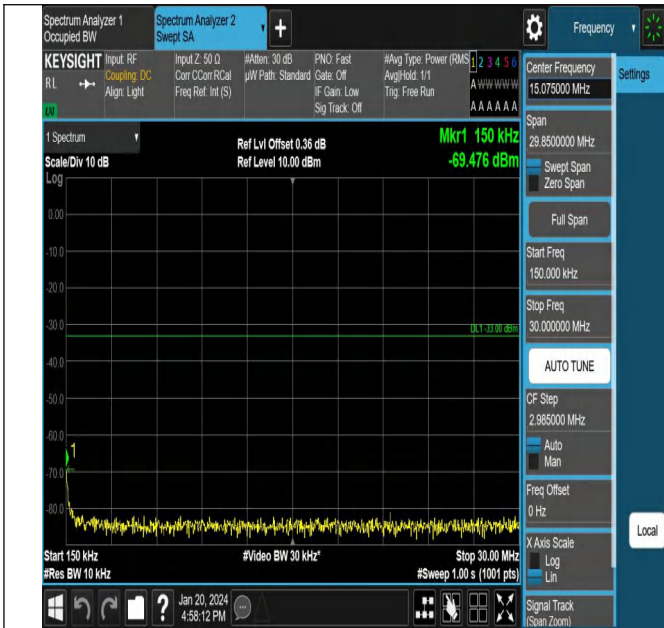 Spectrum Analyzer 1
Occupied BW
Spectrum Analyzer 2
Swept SA
+
Frequency
KEYSIGHT
RL
LXI
Input: RF
Coupling: DC
Align: Light
Input Z: 50 Ω
Corr CCorr RCal
Freq Ref: Int (S)
#Atten: 30 dB
µW Path: Standard
PNO: Fast
Gate: Off
IF Gain: Low
Sig Track: Off
#Avg Type: Power (RMS
Avg|Hold: 1/1
Trig: Free Run
1 2 3 4 5 6
A W W W W W
A A A A A A
1 Spectrum
Scale/Div 10 dB
Ref Lvl Offset 0.36 dB
Ref Level 10.00 dBm
Mkr1 150 kHz
-69.476 dBm
Log
0.00
-10.0
-20.0
-30.0
DL1 -33.00 dBm
-40.0
-50.0
-60.0
1
-70.0
-80.0
Start 150 kHz
#Res BW 10 kHz
#Video BW 30 kHz*
Stop 30.00 MHz
#Sweep 1.00 s (1001 pts)
Jan 20, 2024
4:58:12 PM
Center Frequency
15.075000 MHz
Settings
Span
29.8500000 MHz
Swept Span
Zero Span
Full Span
Start Freq
150.000 kHz
Stop Freq
30.000000 MHz
AUTO TUNE
CF Step
2.985000 MHz
Auto
Man
Freq Offset
0 Hz
Local
X Axis Scale
Log
Lin
Signal Track
(Span Zoom)